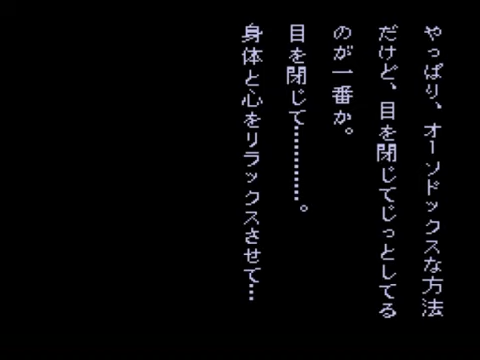 やっぱり、オーソドックスな方法
だけど、目を閉じてじっとしてる
のが一番か。
目を閉じて…………。
身体と心をリラックスさせて…